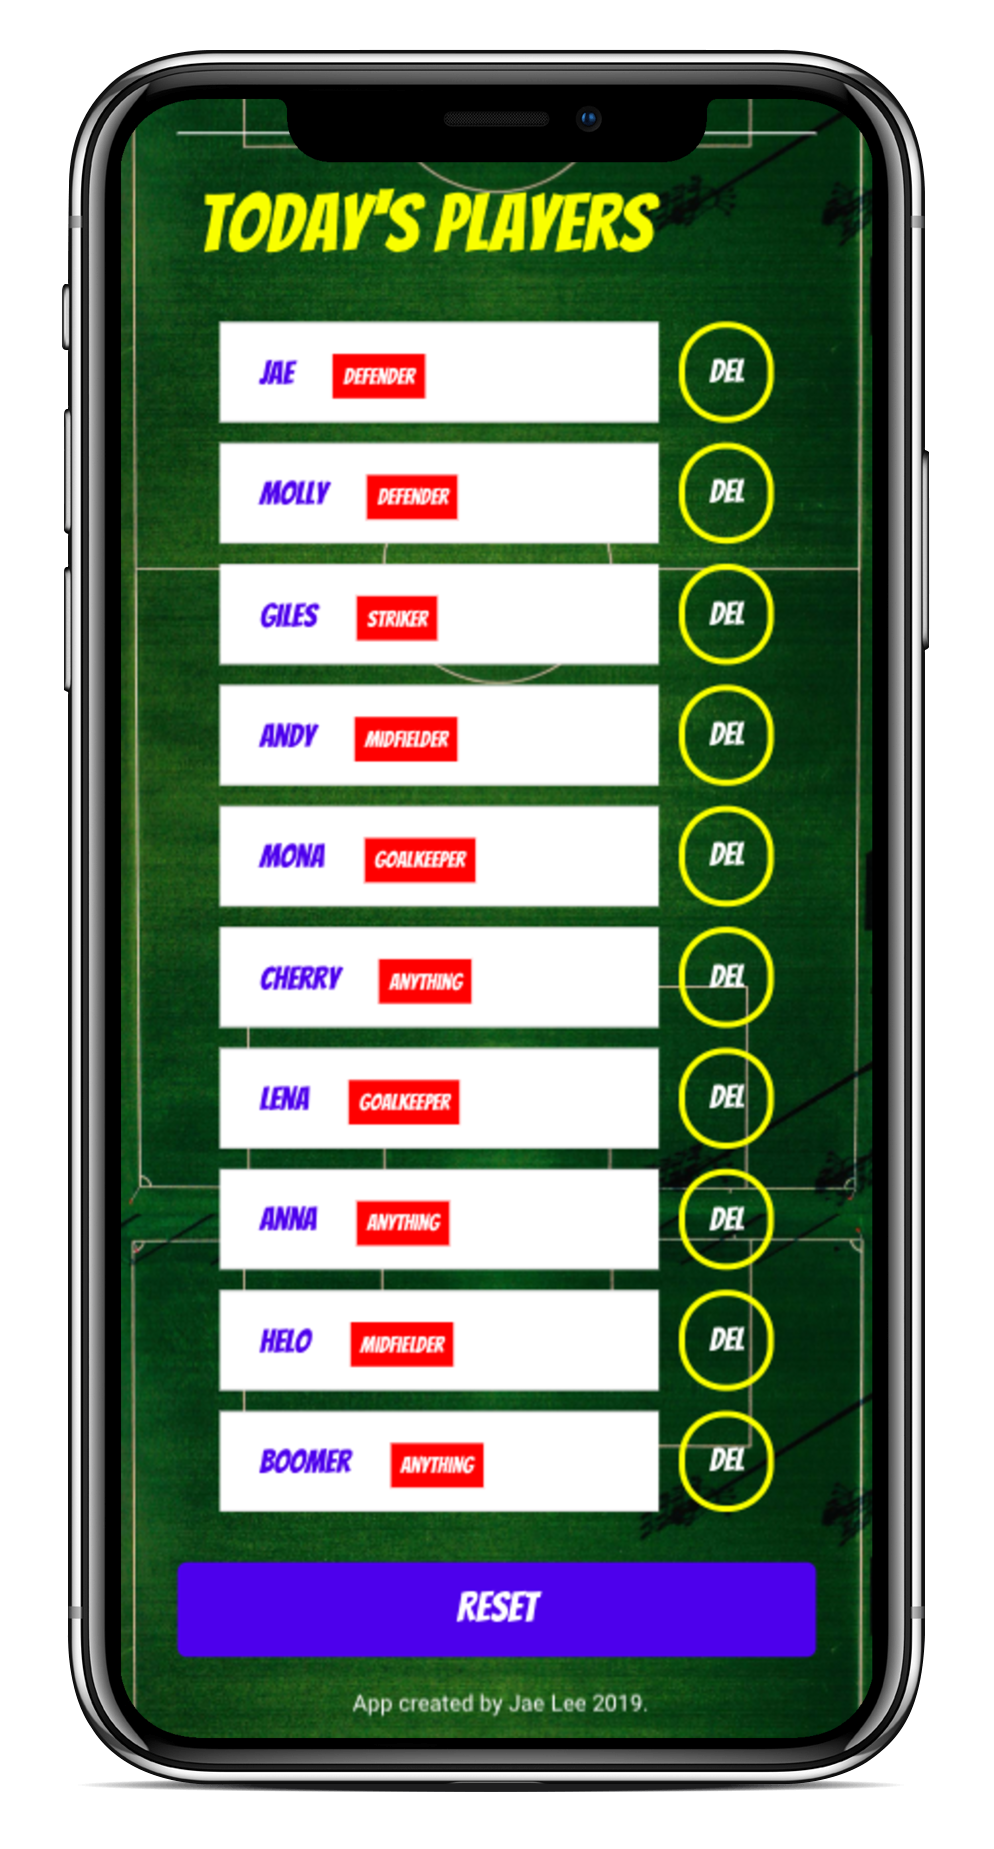 TODAY'S PLAYERS
JAE DEFENDER DEL
MOLLY DEFENDER DEL
GILES STRIKER DEL
ANDY MIDFIELDER DEL
MONA GOALKEEPER DEL
CHERRY ANYTHING DEL
LENA GOALKEEPER DEL
ANNA ANYTHING DEL
HELO MIDFIELDER DEL
BOOMER ANYTHING DEL
RESET
App created by Jae Lee 2019.